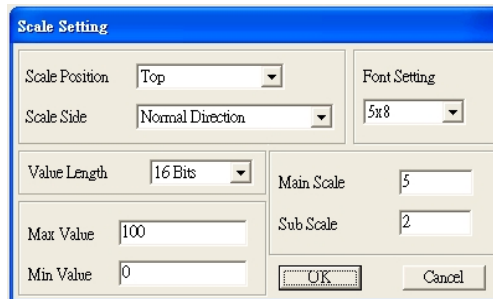 Scale Setting
Scale Position Top
Scale Side Normal Direction
Font Setting
5x8
Value Length 16 Bits
Max Value 100
Min Value 0
Main Scale 5
Sub Scale 2
OK Cancel